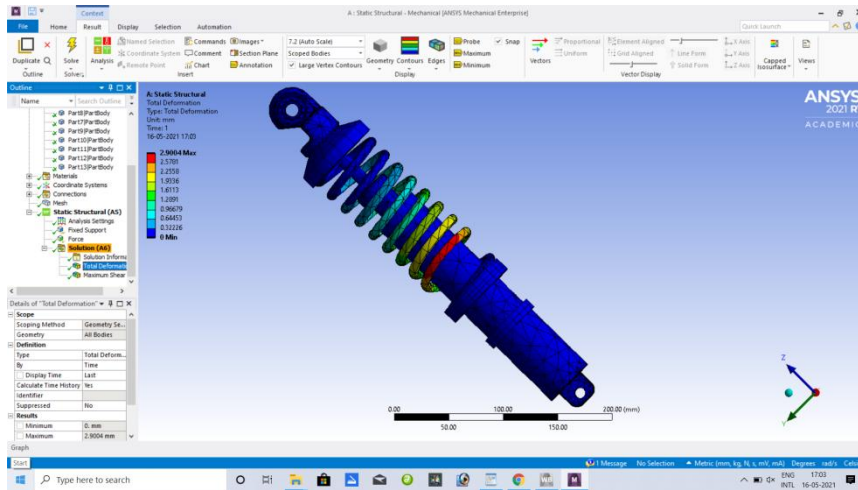 Context
A : Static Structural - Mechanical [ANSYS Mechanical Enterprise]
File Home Result Display Selection Automation
Quick Launch
Duplicate Q
Outline
Solve
Solver
Analysis
Named Selection Commands Images
Coordinate System Comment Section Plane
Remote Point Chart Annotation
Insert
7.2 (Auto Scale)
Scoped Bodies
Large Vertex Contours
Geometry Contours Edges
Display
Probe Snap
Maximum
Minimum
Vectors
Proportional Element Aligned
Uniform Grid Aligned Line Form Y Axis
Solid Form Z Axis
Vector Display
Capped
Isosurface
Views
Outline
Name Search Outline
Part8|PartBody
Part7|PartBody
Part9|PartBody
Part10|PartBody
Part11|PartBody
Part12|PartBody
Part13|PartBody
Materials
Coordinate Systems
Connections
Mesh
Static Structural (A5)
Analysis Settings
Fixed Support
Force
Solution (A6)
Solution Informa
Total Deformatio
Maximum Shear
Details of "Total Deformation"
Scope
Scoping Method Geometry Se...
Geometry All Bodies
Definition
Type Total Deform...
By Time
Display Time Last
Calculate Time History Yes
Identifier
Suppressed No
Results
Minimum 0. mm
Maximum 2.9004 mm
Graph
A: Static Structural
Total Deformation
Type: Total Deformation
Unit: mm
Time: 1
16-05-2021 17:03
2.9004 Max
2.5781
2.2558
1.9336
1.6113
1.2891
0.96679
0.64453
0.32226
0 Min
ANSYS
2021 R
ACADEMIC
0.00 100.00 200.00 (mm)
50.00 150.00
Z
Y
Start
1 Message No Selection Metric (mm, kg, N, s, mV, mA) Degrees rad/s Celsi
Type here to search
ENG 17:03
INTL 16-05-2021